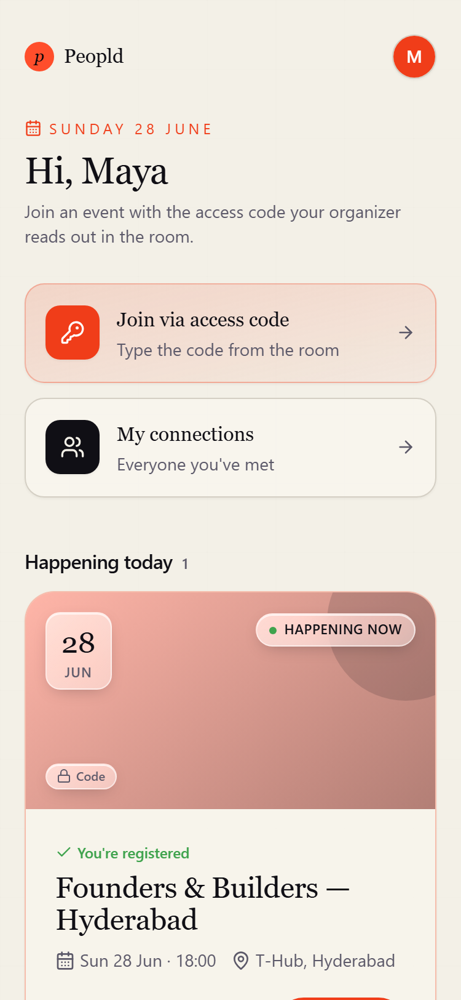 p Peopld
M
SUNDAY 28 JUNE
Hi, Maya
Join an event with the access code your organizer
reads out in the room.
Join via access code
Type the code from the room
My connections
Everyone you've met
Happening today 1
28
JUN
HAPPENING NOW
Code
You're registered
Founders & Builders —
Hyderabad
Sun 28 Jun · 18:00 T-Hub, Hyderabad